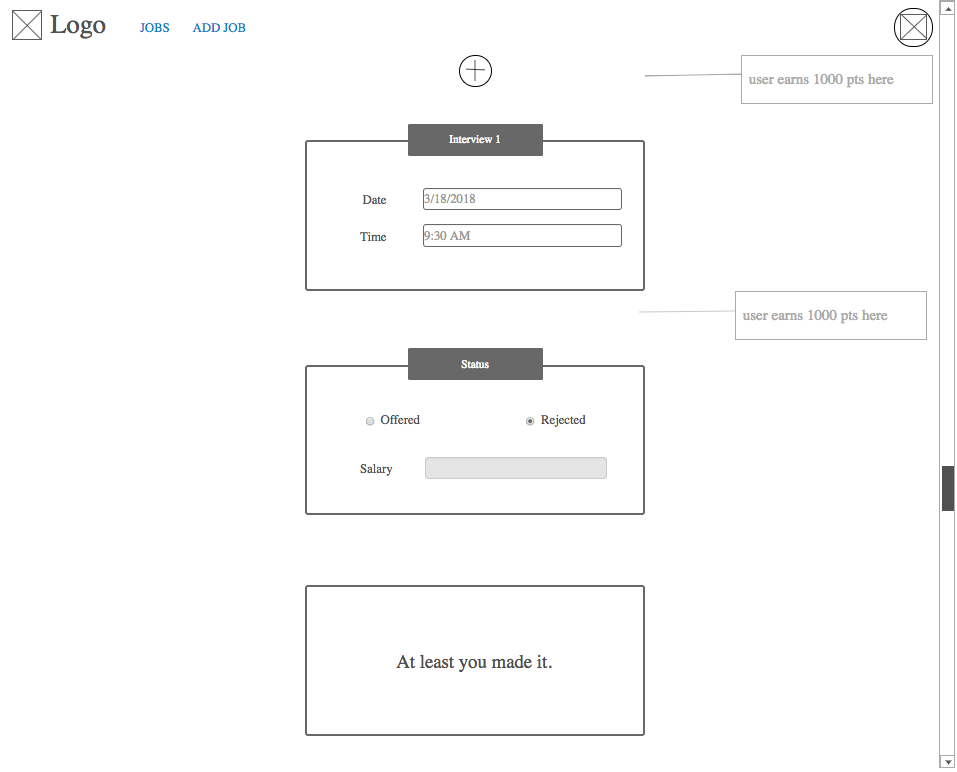 Logo
JOBS
ADD JOB
user earns 1000 pts here
Interview 1
Date
3/18/2018
Time
9:30 AM
user earns 1000 pts here
Status
Offered
Rejected
Salary
At least you made it.